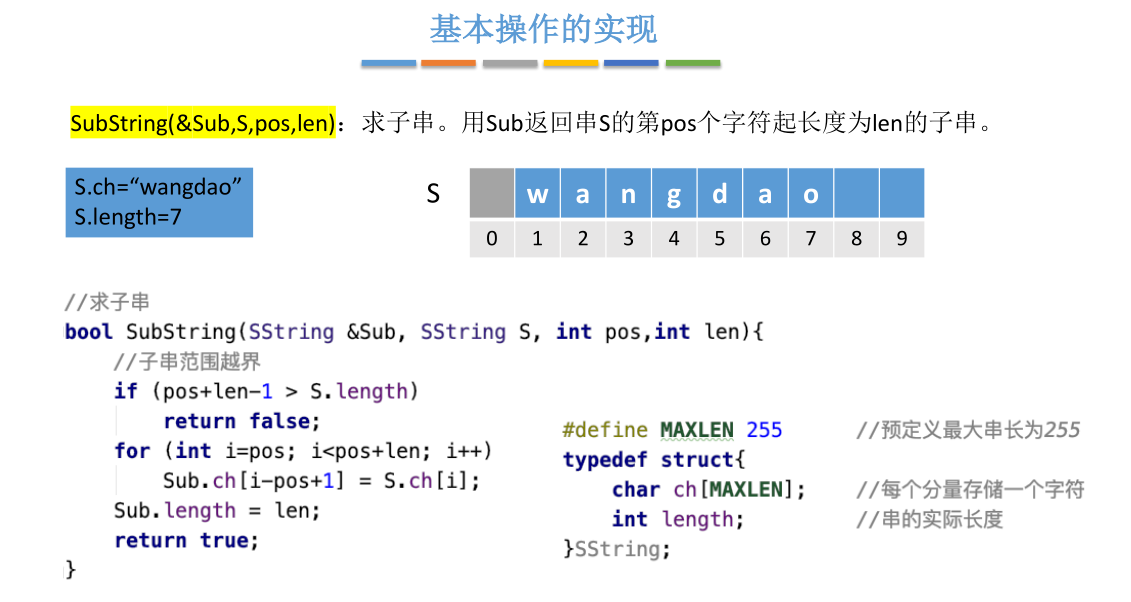 基本操作的实现
SubString(&Sub,S,pos,len)：求子串。用Sub返回串S的第pos个字符起长度为len的子串。
S.ch=“wangdao”
S.length=7
S
w a n g d a o
0 1 2 3 4 5 6 7 8 9
//求子串
bool SubString(SString &Sub, SString S, int pos,int len){
//子串范围越界
if (pos+len-1 > S.length)
return false;
for (int i=pos; i<pos+len; i++)
Sub.ch[i-pos+1] = S.ch[i];
Sub.length = len;
return true;
}
#define MAXLEN 255 //预定义最大串长为255
typedef struct{
char ch[MAXLEN]; //每个分量存储一个字符
int length; //串的实际长度
}SString;